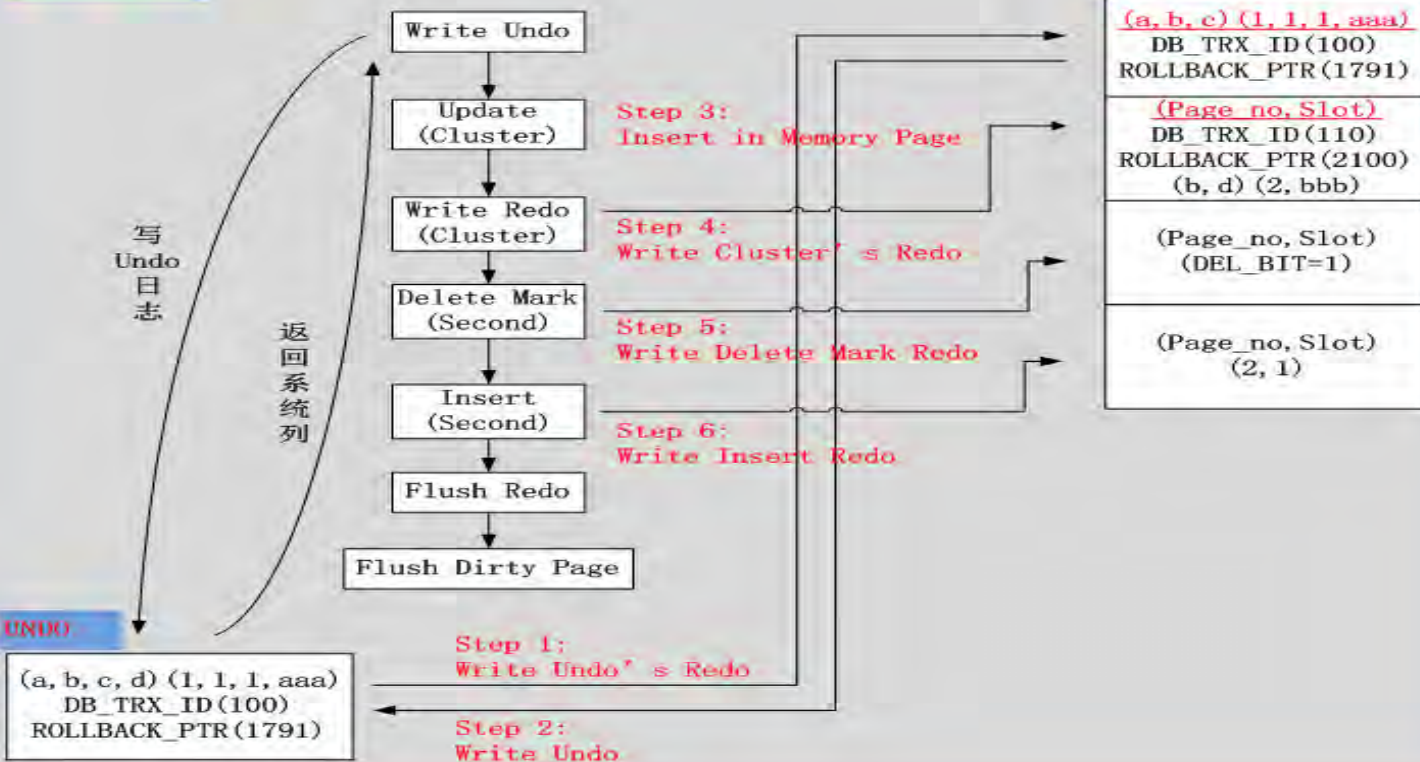 Write Undo
Update
(Cluster)
Write Redo
(Cluster)
Delete Mark
(Second)
Insert
(Second)
Flush Redo
Flush Dirty Page
写
Undo
日
志
返
回
系
统
列
Step 3:
Insert in Memory Page
Step 4:
Write Cluster's Redo
Step 5:
Write Delete Mark Redo
Step 6:
Write Insert Redo
(a, b, c) (1, 1, 1, aaa)
DB_TRX_ID(100)
ROLLBACK_PTR(1791)
(Page_no, Slot)
DB_TRX_ID(110)
ROLLBACK_PTR(2100)
(b, d) (2, bbb)
(Page_no, Slot)
(DEL_BIT=1)
(Page_no, Slot)
(2, 1)
UNDO
(a, b, c, d) (1, 1, 1, aaa)
DB_TRX_ID(100)
ROLLBACK_PTR(1791)
Step 1:
Write Undo's Redo
Step 2:
Write Undo